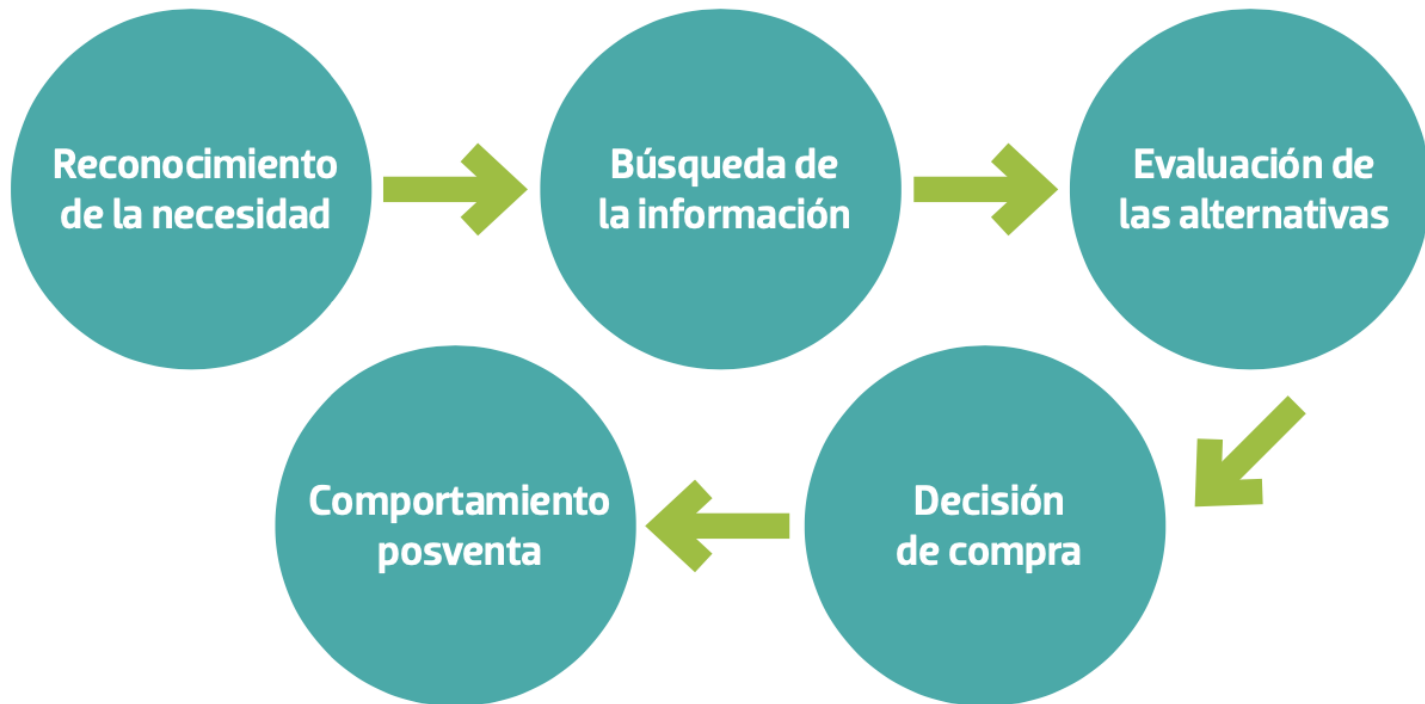 Reconocimiento
de la necesidad
Búsqueda de
la información
Evaluación de
las alternativas
Decisión
de compra
Comportamiento
posventa